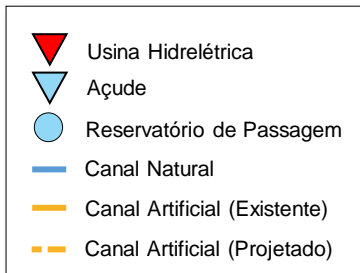 Usina Hidrelétrica
Açude
Reservatório de Passagem
Canal Natural
Canal Artificial (Existente)
Canal Artificial (Projetado)